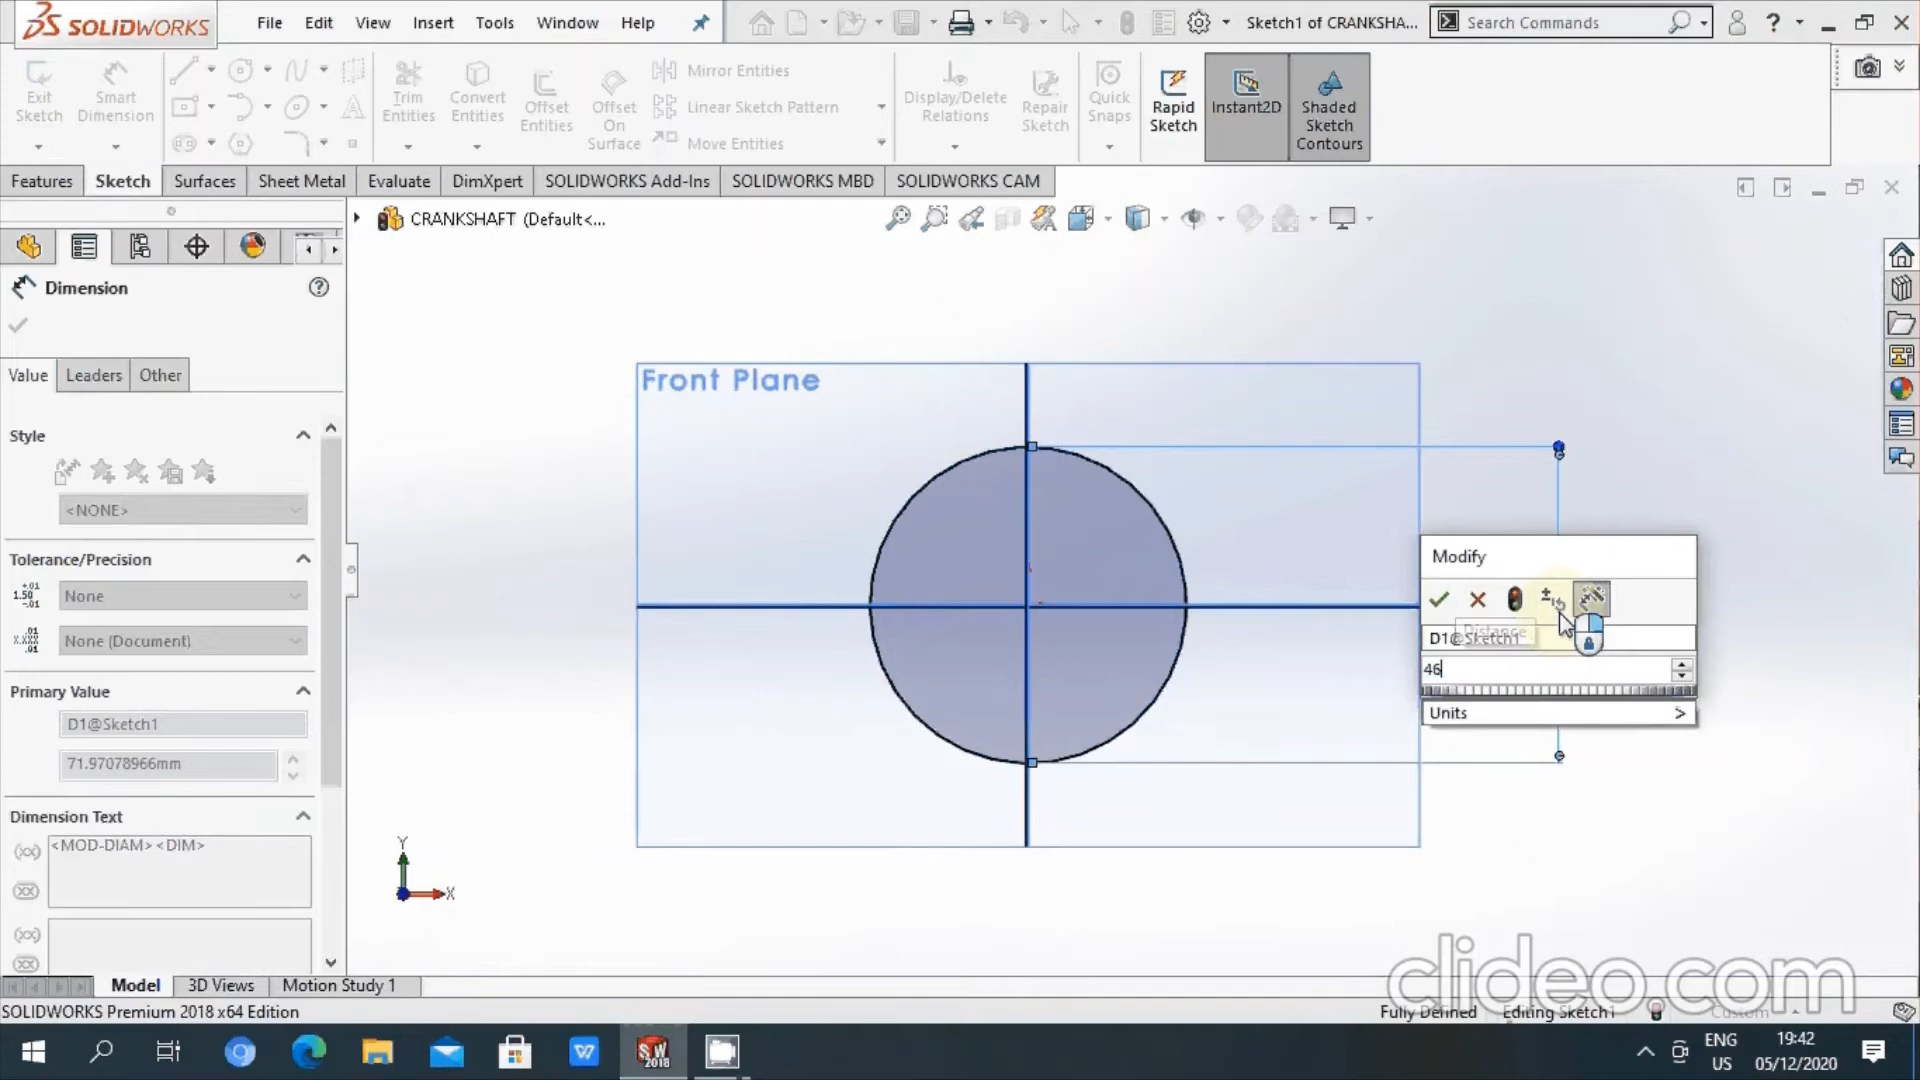 SOLIDWORKS
File Edit View Insert Tools Window Help
Sketch1 of CRANKSHA...
Search Commands
Exit Sketch
Smart Dimension
Trim Entities
Convert Entities
Offset Entities
Offset On Surface
Mirror Entities
Linear Sketch Pattern
Move Entities
Display/Delete Relations
Repair Sketch
Quick Snaps
Rapid Sketch
Instant2D
Shaded Sketch Contours
Features Sketch Surfaces Sheet Metal Evaluate DimXpert SOLIDWORKS Add-Ins SOLIDWORKS MBD SOLIDWORKS CAM
CRANKSHAFT (Default<...
Dimension
Value Leaders Other
Style
<NONE>
Tolerance/Precision
None
None (Document)
Primary Value
D1@Sketch1
71.97078966mm
Dimension Text
<MOD-DIAM><DIM>
Front Plane
Modify
D1@Sketch1
Distance
46
Units >
Y
X
Model 3D Views Motion Study 1
clideo.com
SOLIDWORKS Premium 2018 x64 Edition
Fully Defined Editing Sketch1 Custom
SW 2018
ENG
US
19:42
05/12/2020